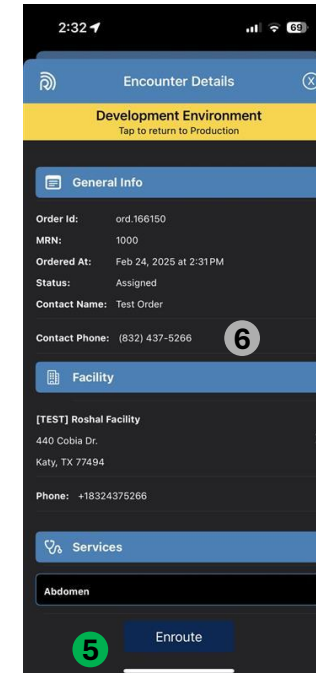 2:32
69
Encounter Details
X
Development Environment
Tap to return to Production
General Info
Order Id: ord.166150
MRN: 1000
Ordered At: Feb 24, 2025 at 2:31 PM
Status: Assigned
Contact Name: Test Order
Contact Phone: (832) 437-5266
6
Facility
[TEST] Roshal Facility
440 Cobia Dr.
Katy, TX 77494
Phone: +18324375266
Services
Abdomen
5
Enroute